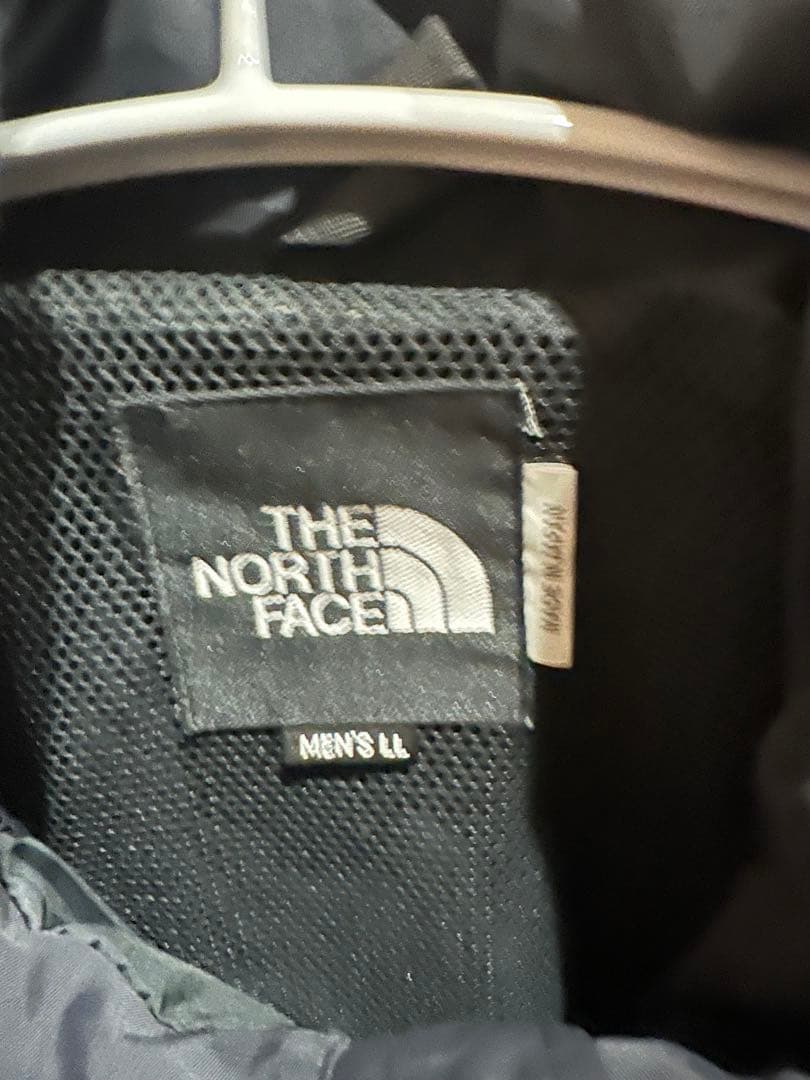 THE
NORTH
FACE
MEN'S LL
MADE IN JAPAN